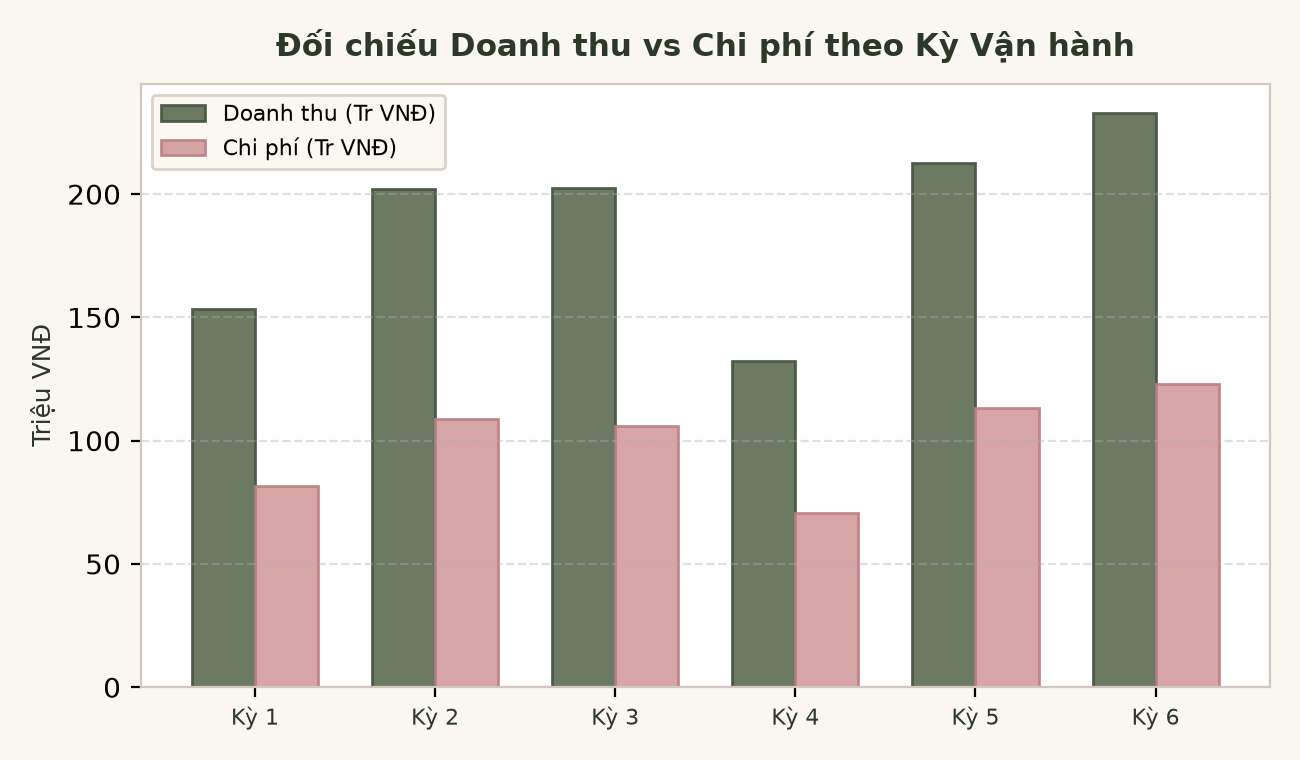 Đối chiếu Doanh thu vs Chi phí theo Kỳ Vận hành
Doanh thu (Tr VNĐ)
Chi phí (Tr VNĐ)
Triệu VNĐ
200
150
100
50
0
Kỳ 1
Kỳ 2
Kỳ 3
Kỳ 4
Kỳ 5
Kỳ 6